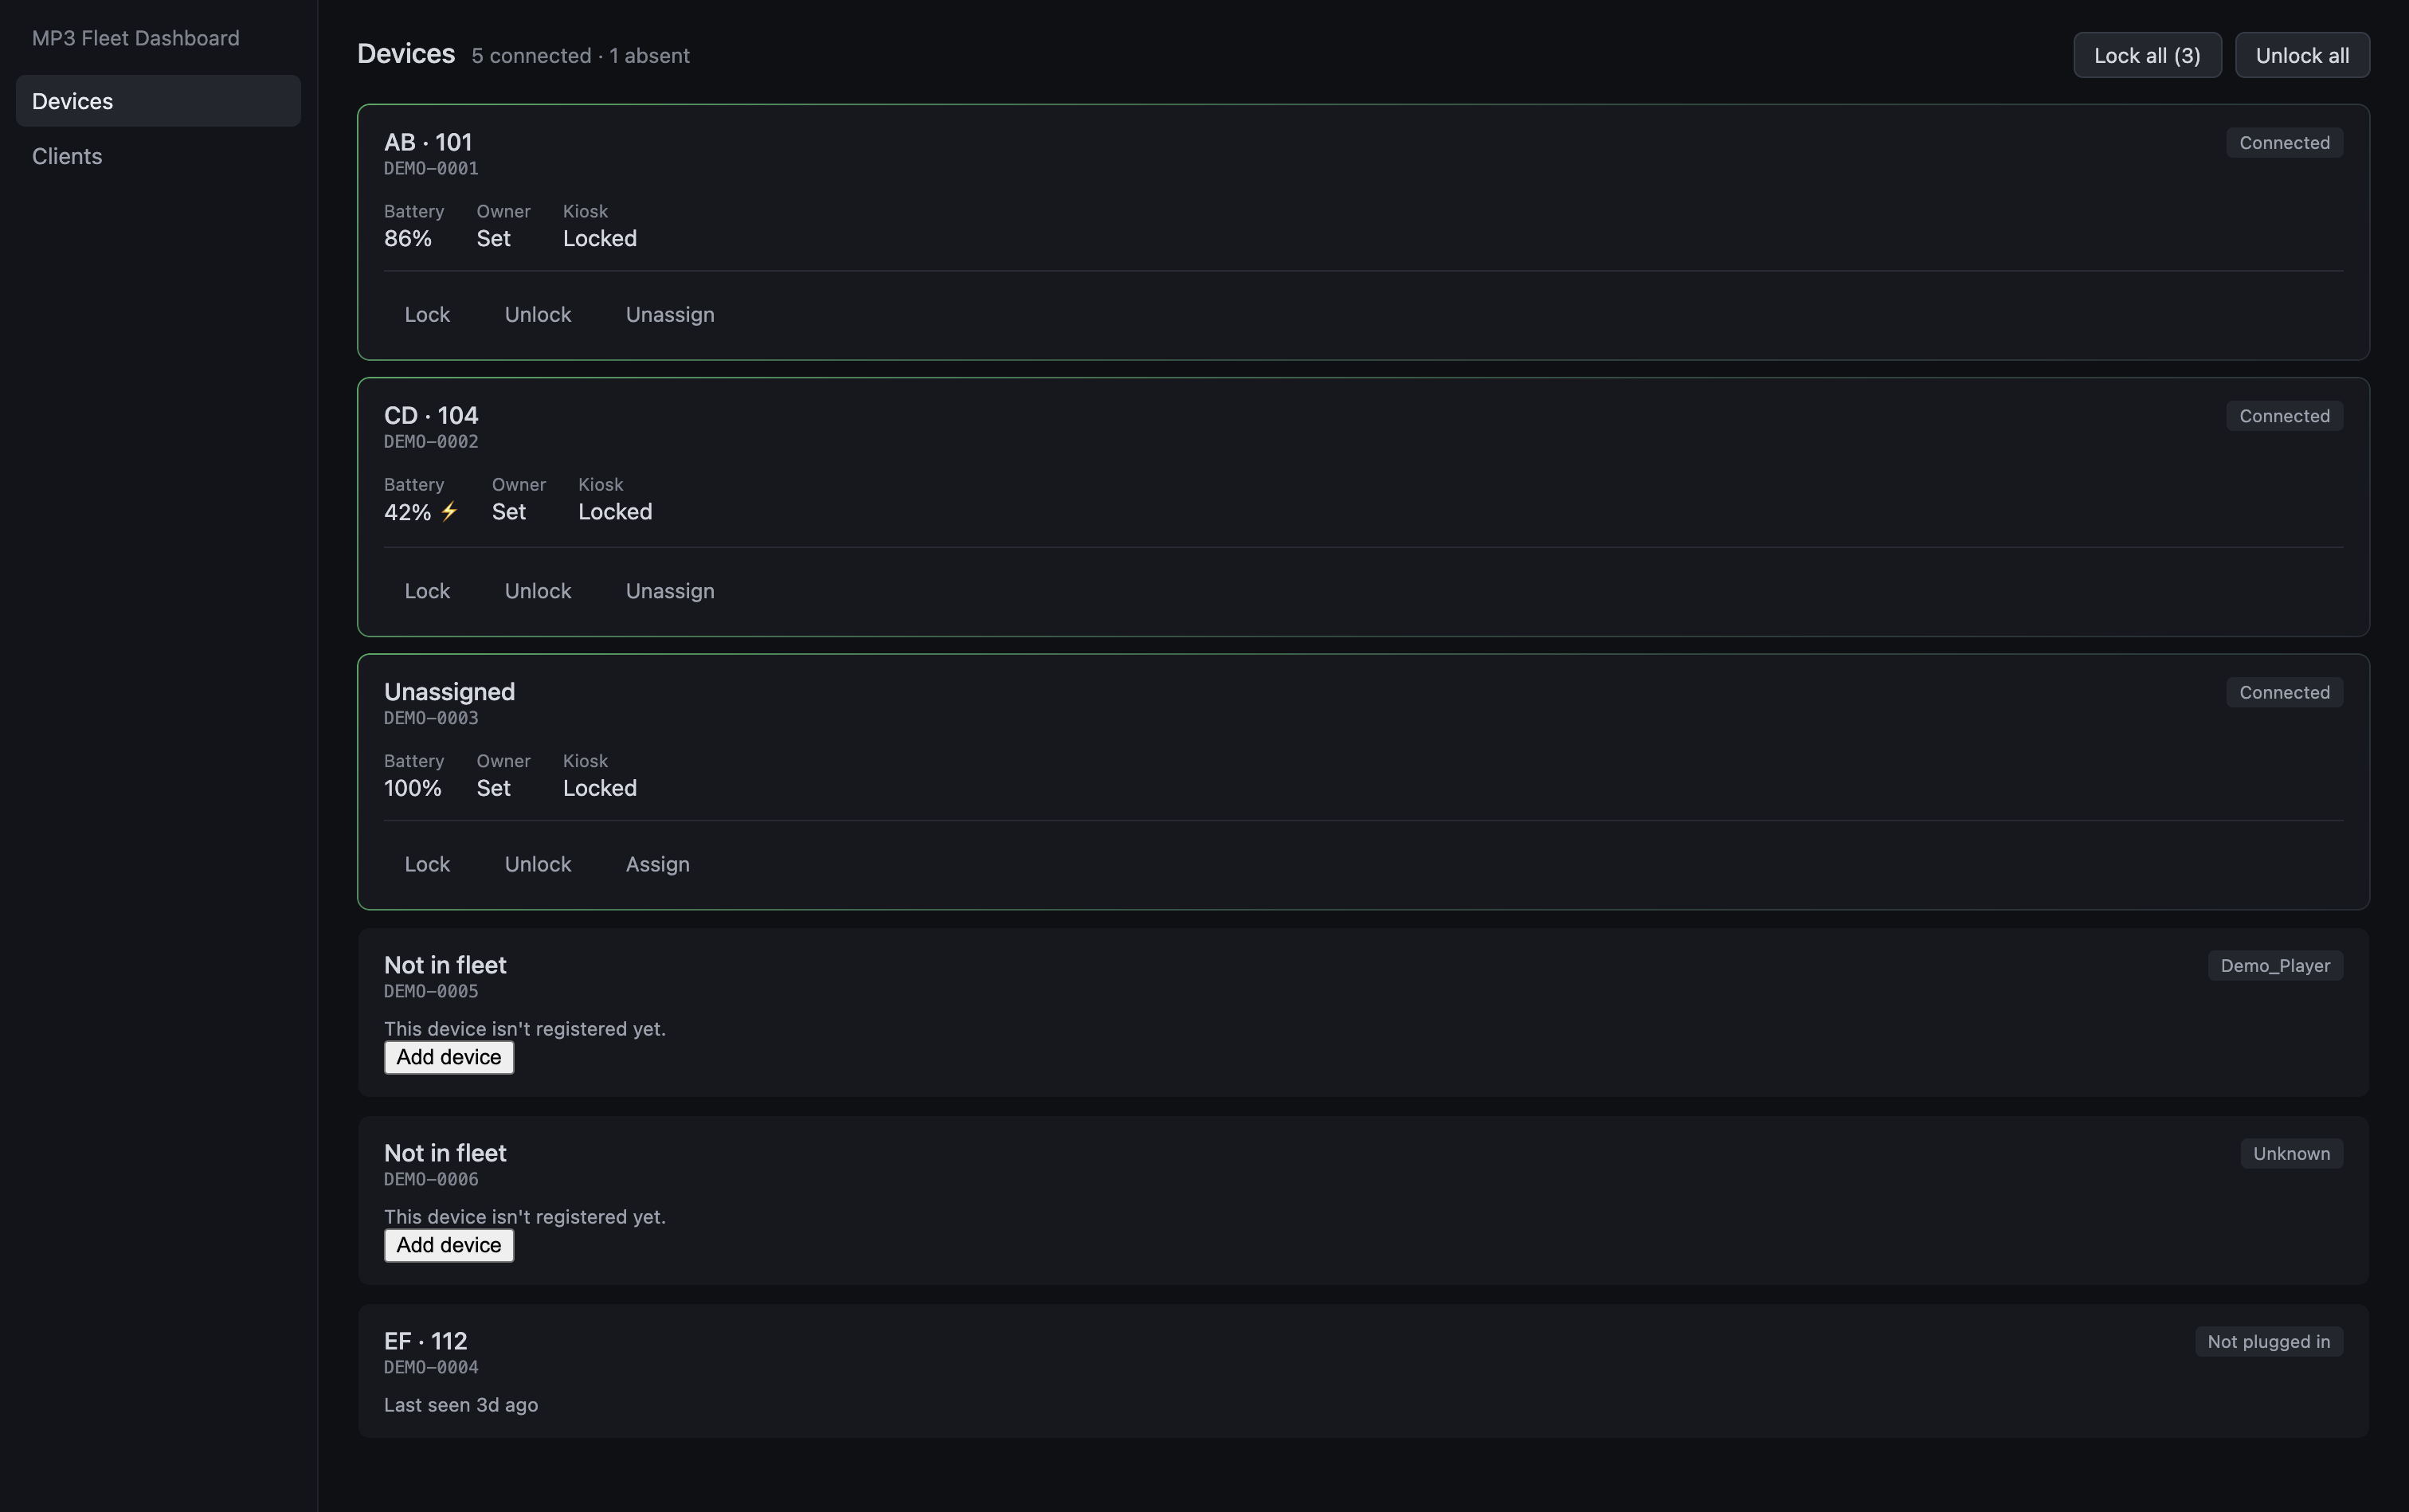 MP3 Fleet Dashboard
Devices
Clients
Devices 5 connected · 1 absent
Lock all (3) Unlock all
AB · 101 Connected
DEMO-0001
Battery Owner Kiosk
86% Set Locked
Lock Unlock Unassign
CD · 104 Connected
DEMO-0002
Battery Owner Kiosk
42% ⚡ Set Locked
Lock Unlock Unassign
Unassigned Connected
DEMO-0003
Battery Owner Kiosk
100% Set Locked
Lock Unlock Assign
Not in fleet Demo_Player
DEMO-0005
This device isn't registered yet.
Add device
Not in fleet Unknown
DEMO-0006
This device isn't registered yet.
Add device
EF · 112 Not plugged in
DEMO-0004
Last seen 3d ago